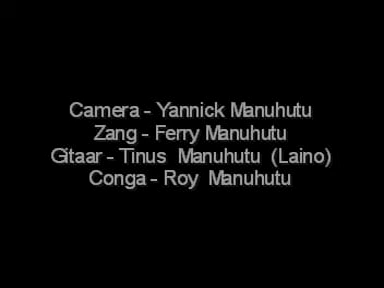 Camera - Yannick Manuhutu
Zang - Ferry Manuhutu
Gitaar - Tinus Manuhutu (Laino)
Conga - Roy Manuhutu